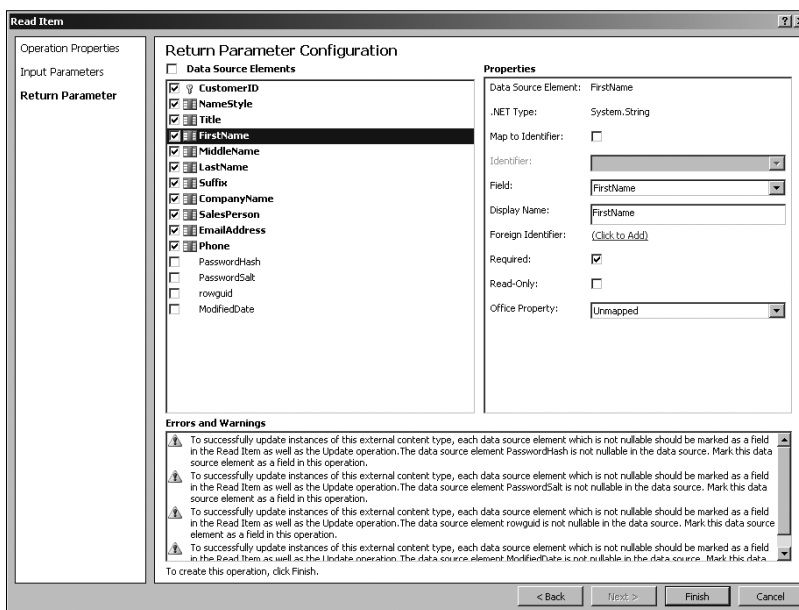 Read Item
Operation Properties
Input Parameters
Return Parameter
Return Parameter Configuration
Data Source Elements
CustomerID
NameStyle
Title
FirstName
MiddleName
LastName
Suffix
CompanyName
SalesPerson
EmailAddress
Phone
PasswordHash
PasswordSalt
rowguid
ModifiedDate
Properties
Data Source Element: FirstName
.NET Type: System.String
Map to Identifier:
Identifier:
Field: FirstName
Display Name: FirstName
Foreign Identifier: (Click to Add)
Required:
Read-Only:
Office Property: Unmapped
Errors and Warnings
To successfully update instances of this external content type, each data source element which is not nullable should be marked as a field
in the Read Item as well as the Update operation.The data source element PasswordHash is not nullable in the data source. Mark this data
source element as a field in this operation.
To successfully update instances of this external content type, each data source element which is not nullable should be marked as a field
in the Read Item as well as the Update operation.The data source element PasswordSalt is not nullable in the data source. Mark this data
source element as a field in this operation.
To successfully update instances of this external content type, each data source element which is not nullable should be marked as a field
in the Read Item as well as the Update operation.The data source element rowguid is not nullable in the data source. Mark this data source
element as a field in this operation.
To successfully update instances of this external content type, each data source element which is not nullable should be marked as a field
in the Read Item as well as the Update operation.The data source element ModifiedDate is not nullable in the data source. Mark this data
To create this operation, click Finish.
< Back
Next >
Finish
Cancel